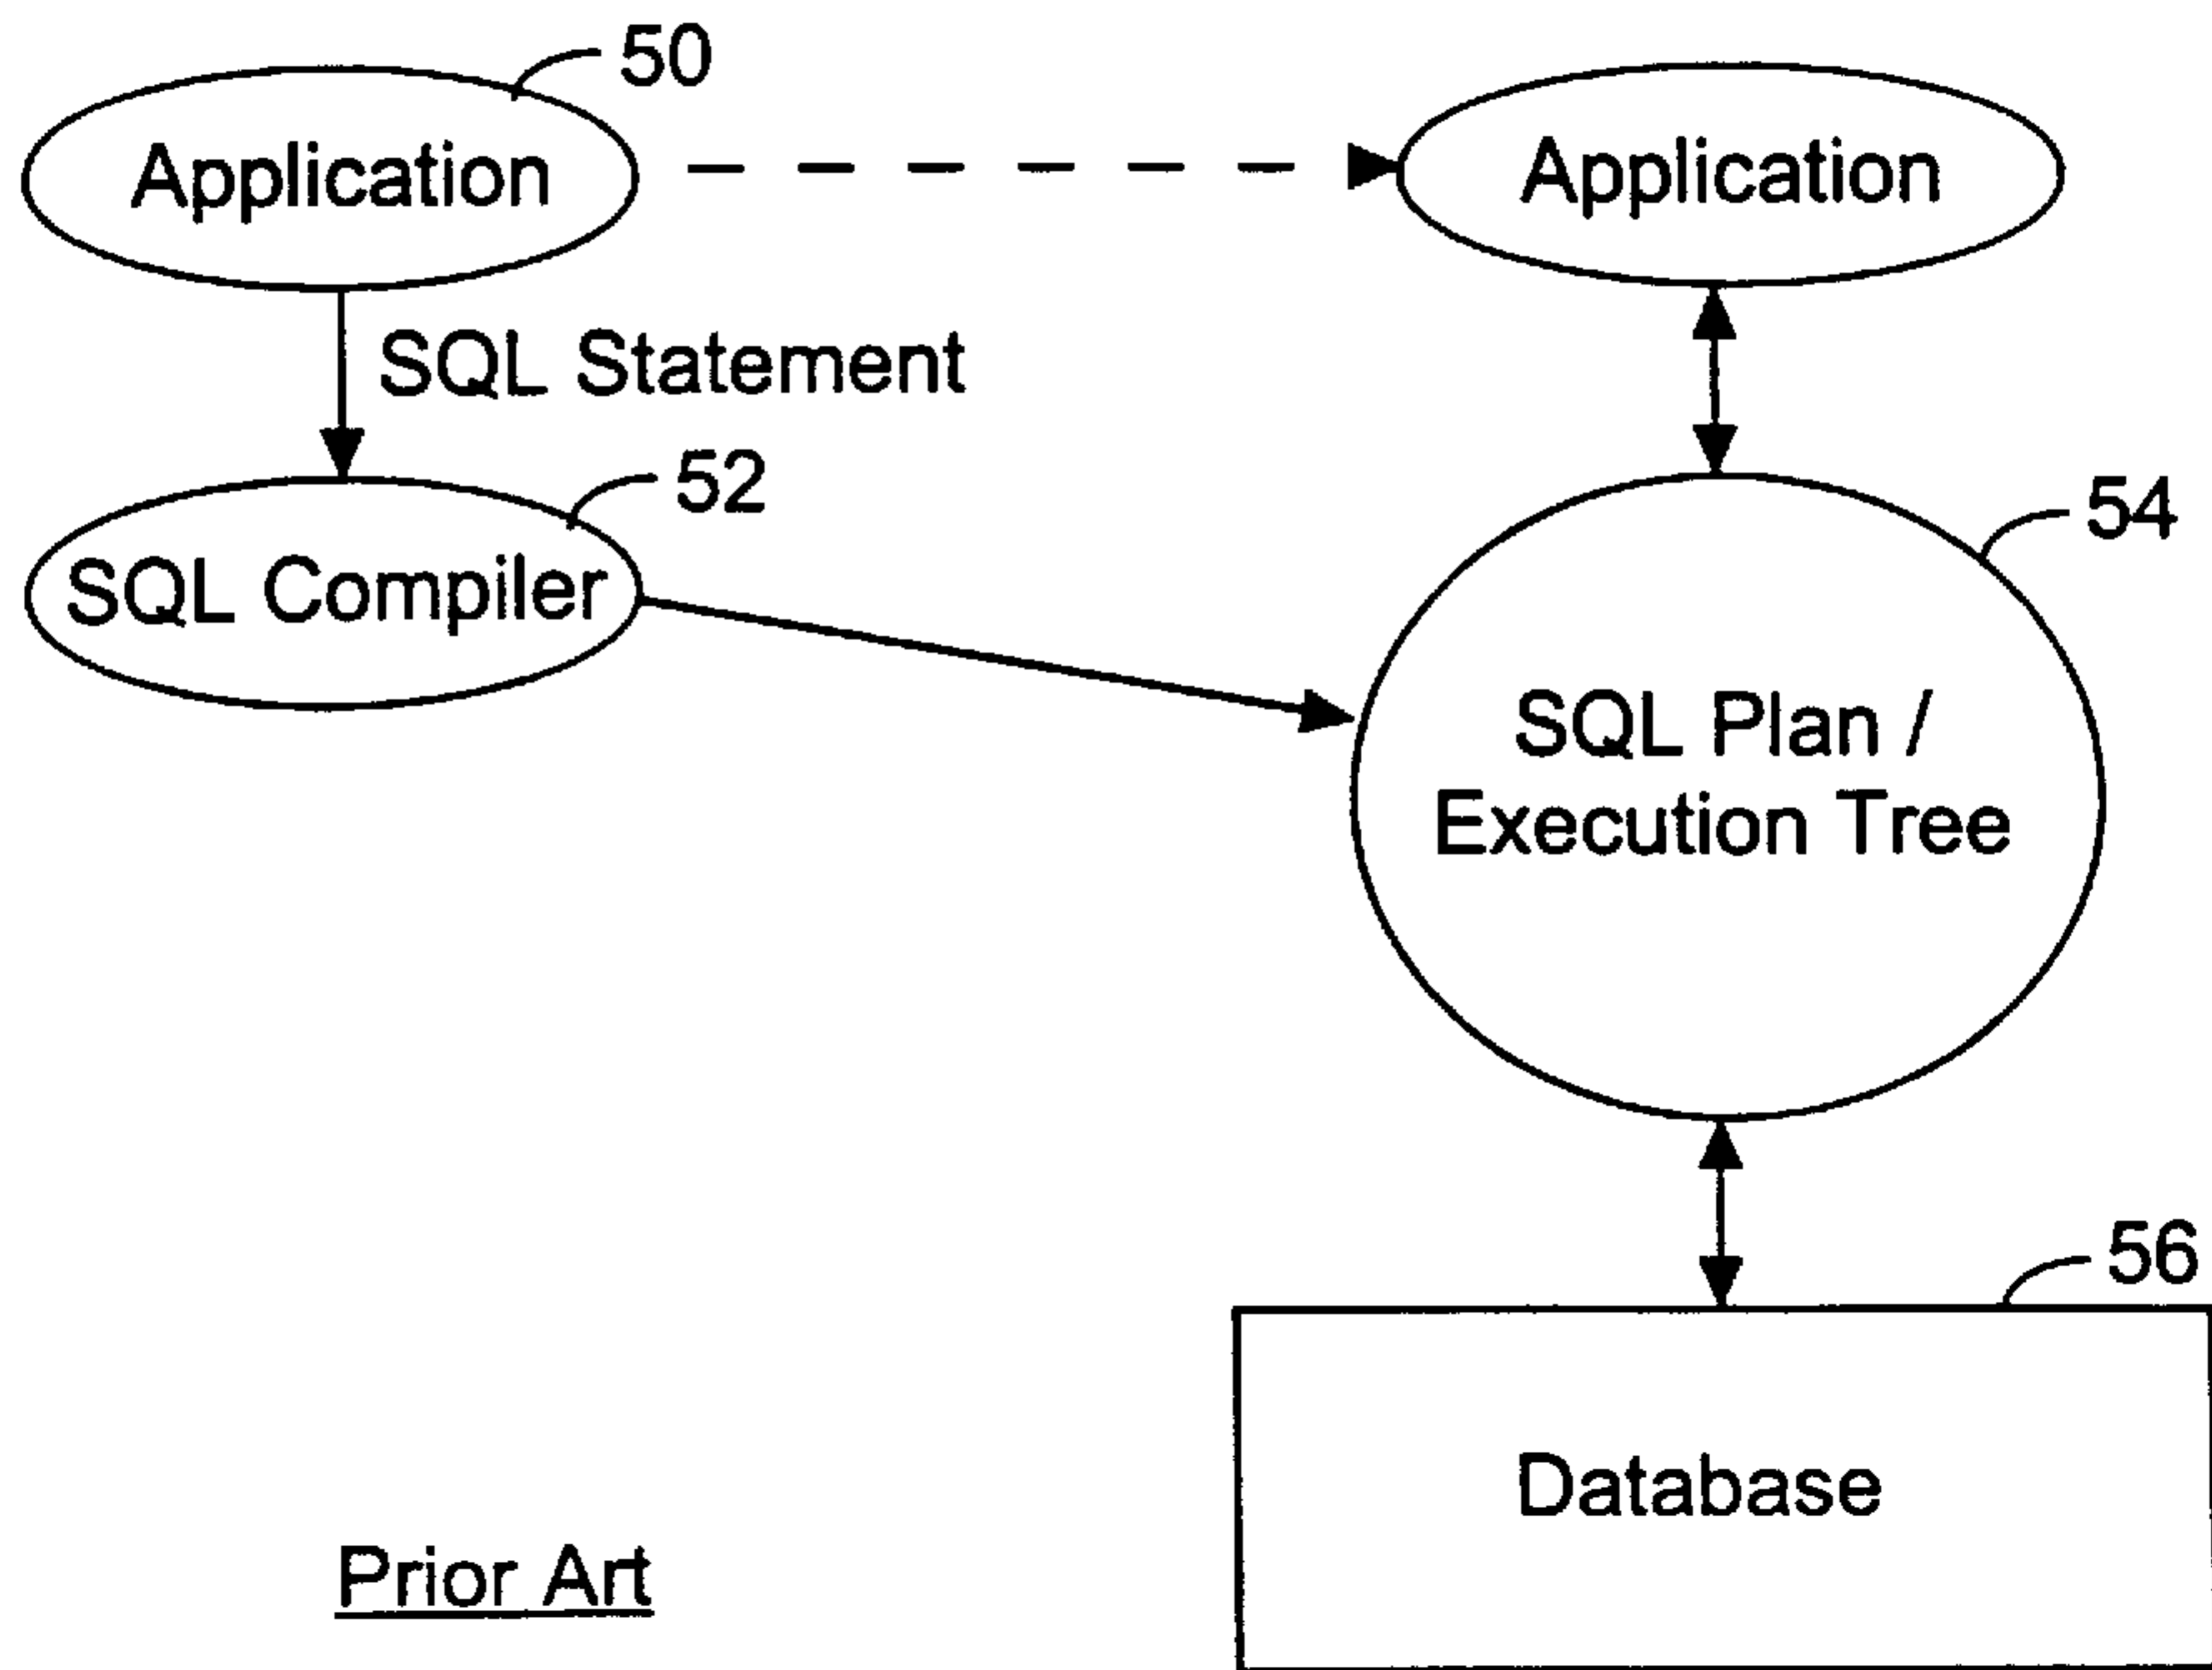 50
Application
Application
SQL Statement
52
SQL Compiler
54
SQL Plan /
Execution Tree
56
Database
Prior Art